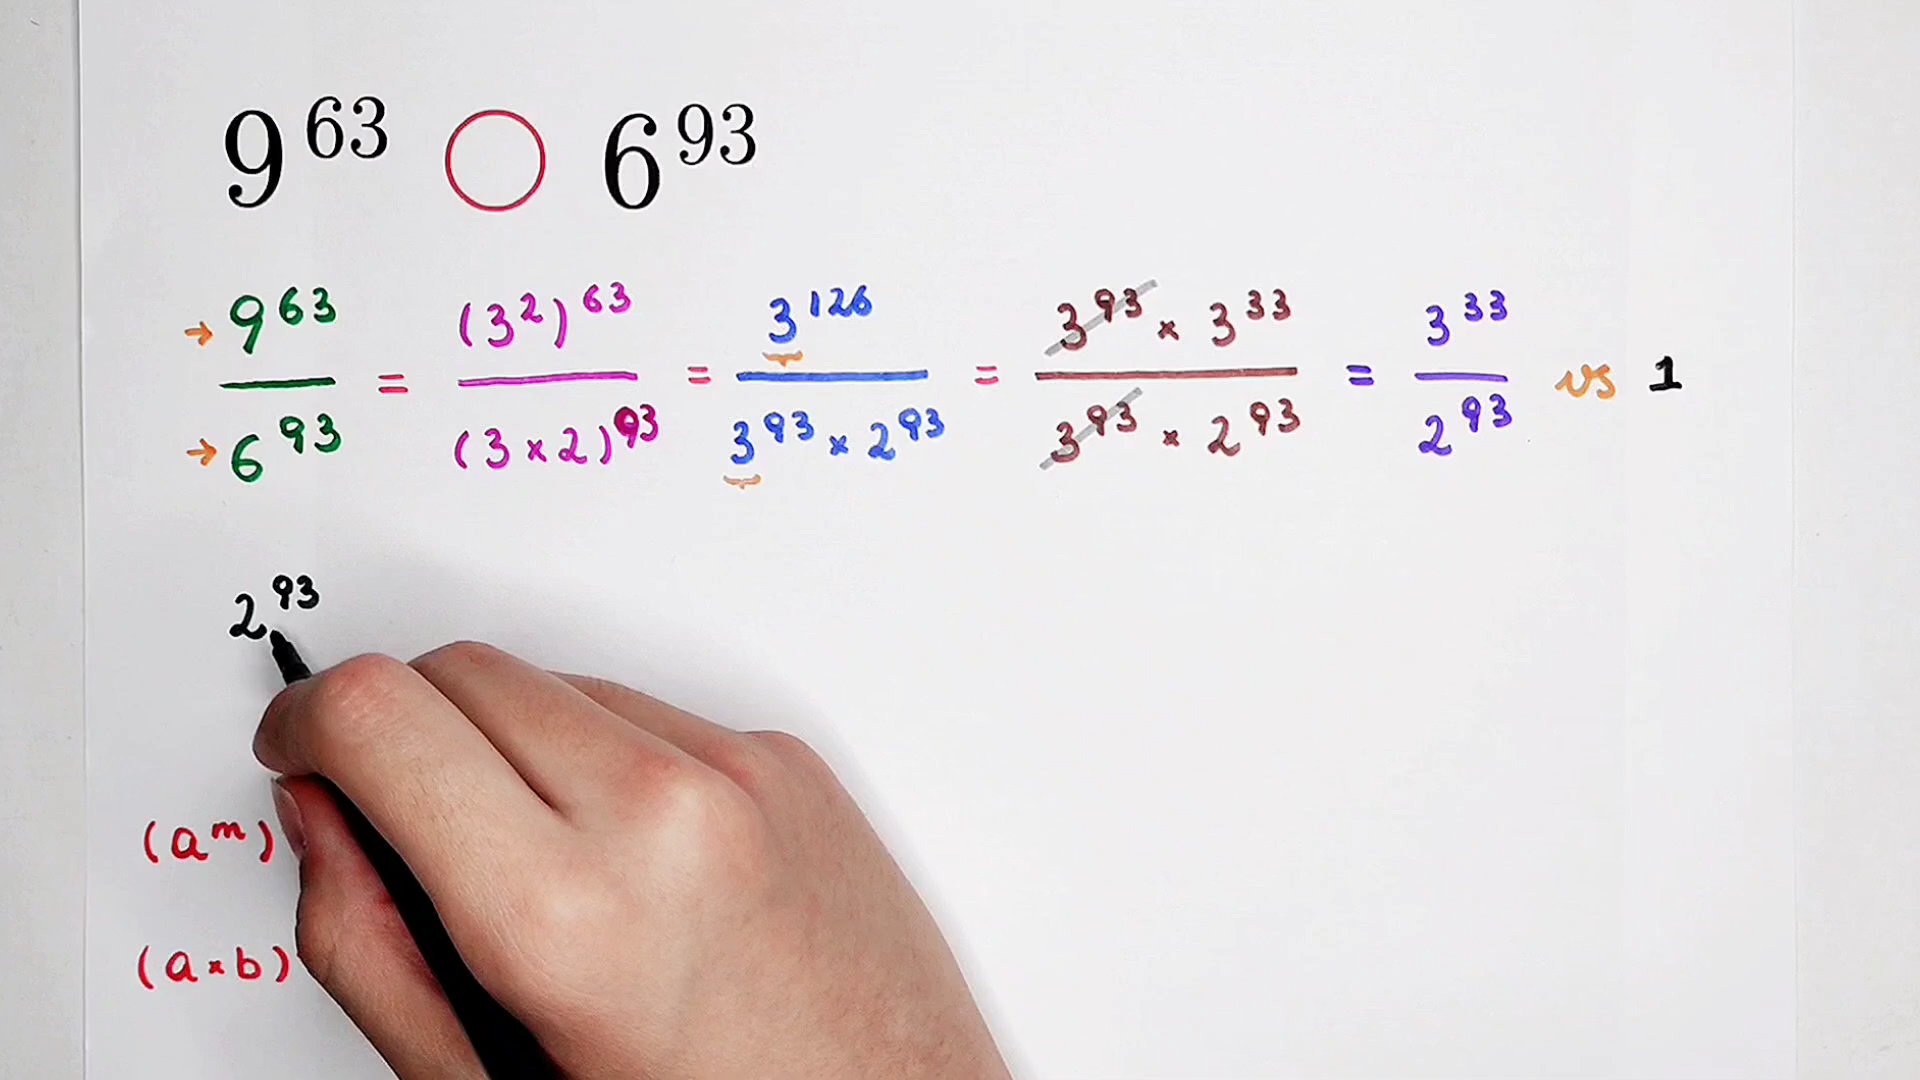 9^63 ○ 6^93
→ 9^63 / → 6^93 = (3^2)^63 / (3 × 2)^93 = 3^126 / 3^93 × 2^93 = 3^93 × 3^33 / 3^93 × 2^93 = 3^33 / 2^93 vs 1
2^93
(a^m)
(a × b)